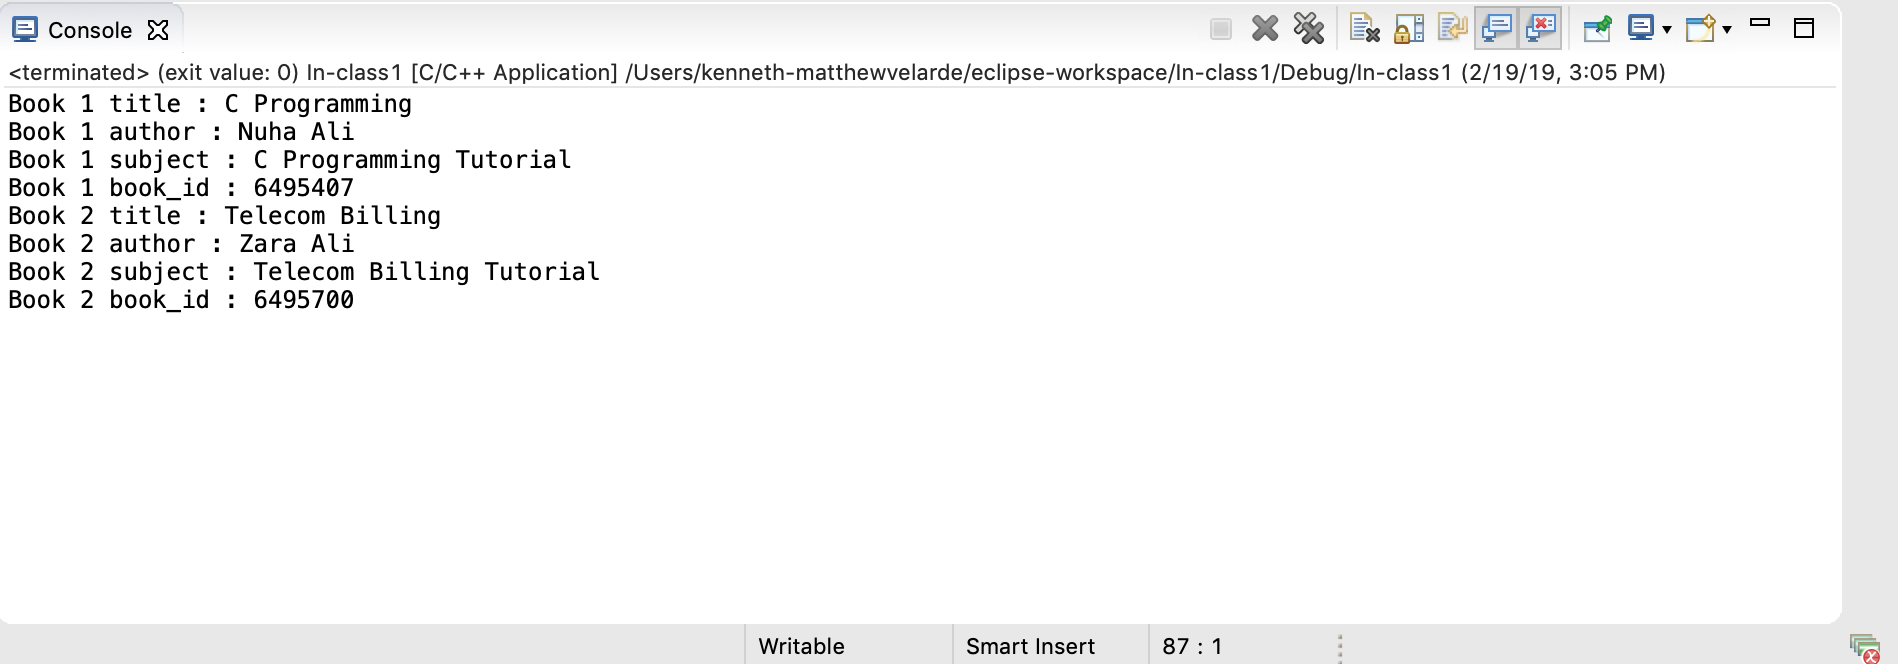 Console
<terminated> (exit value: 0) In-class1 [C/C++ Application] /Users/kenneth-matthewvelarde/eclipse-workspace/In-class1/Debug/In-class1 (2/19/19, 3:05 PM)
Book 1 title : C Programming
Book 1 author : Nuha Ali
Book 1 subject : C Programming Tutorial
Book 1 book_id : 6495407
Book 2 title : Telecom Billing
Book 2 author : Zara Ali
Book 2 subject : Telecom Billing Tutorial
Book 2 book_id : 6495700
Writable Smart Insert 87 : 1